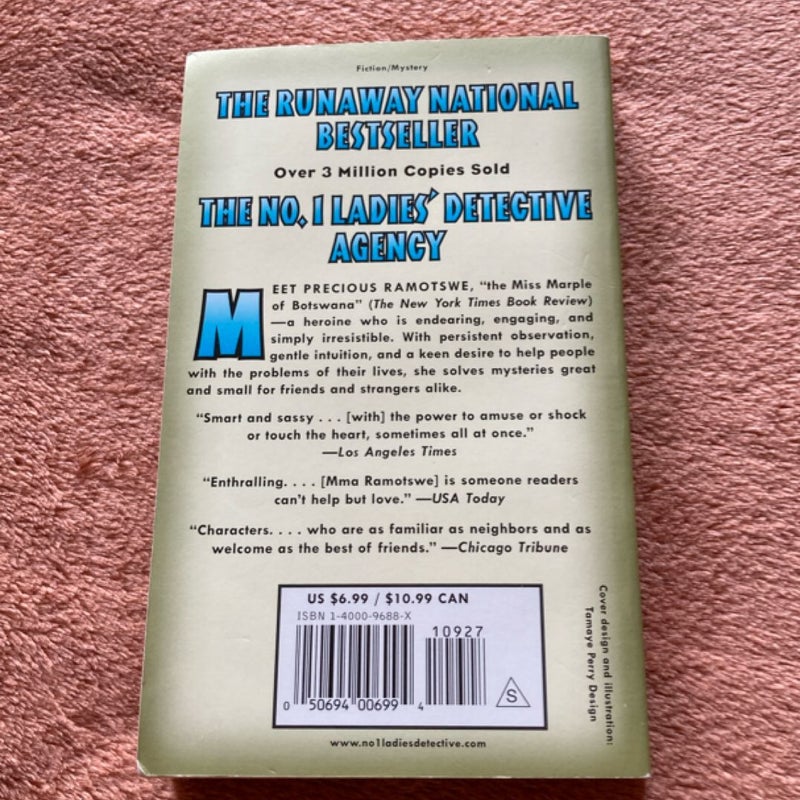 Fiction/Mystery
THE RUNAWAY NATIONAL
BESTSELLER
Over 3 Million Copies Sold
THE NO. 1 LADIES' DETECTIVE
AGENCY
MEET PRECIOUS RAMOTSWE, "the Miss Marple
of Botswana" (The New York Times Book Review)
—a heroine who is endearing, engaging, and
simply irresistible. With persistent observation,
gentle intuition, and a keen desire to help people
with the problems of their lives, she solves mysteries great
and small for friends and strangers alike.
"Smart and sassy . . . [with] the power to amuse or shock
or touch the heart, sometimes all at once."
—Los Angeles Times
"Enthralling. . . . [Mma Ramotswe] is someone readers
can't help but love." —USA Today
"Characters. . . . who are as familiar as neighbors and as
welcome as the best of friends." —Chicago Tribune
US $6.99 / $10.99 CAN
ISBN 1-4000-9688-X
10927
0 50694 00699 4
S
Cover design and illustration:
Tamaye Perry Design
www.no1ladiesdetective.com